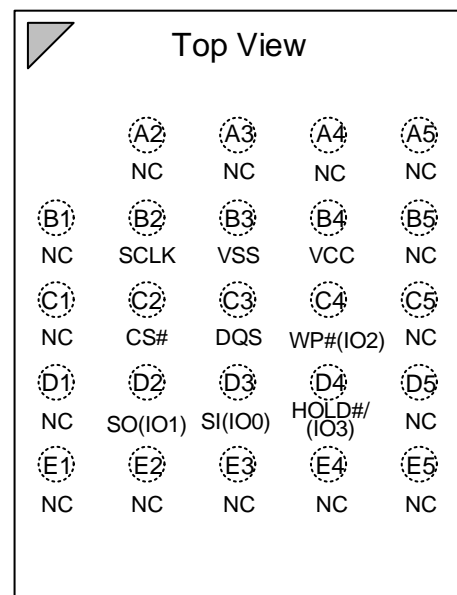 Top View
A2 A3 A4 A5
NC NC NC NC
B1 B2 B3 B4 B5
NC SCLK VSS VCC NC
C1 C2 C3 C4 C5
NC CS# DQS WP#(IO2) NC
D1 D2 D3 D4 D5
NC SO(IO1) SI(IO0) HOLD#/ NC
(IO3)
E1 E2 E3 E4 E5
NC NC NC NC NC